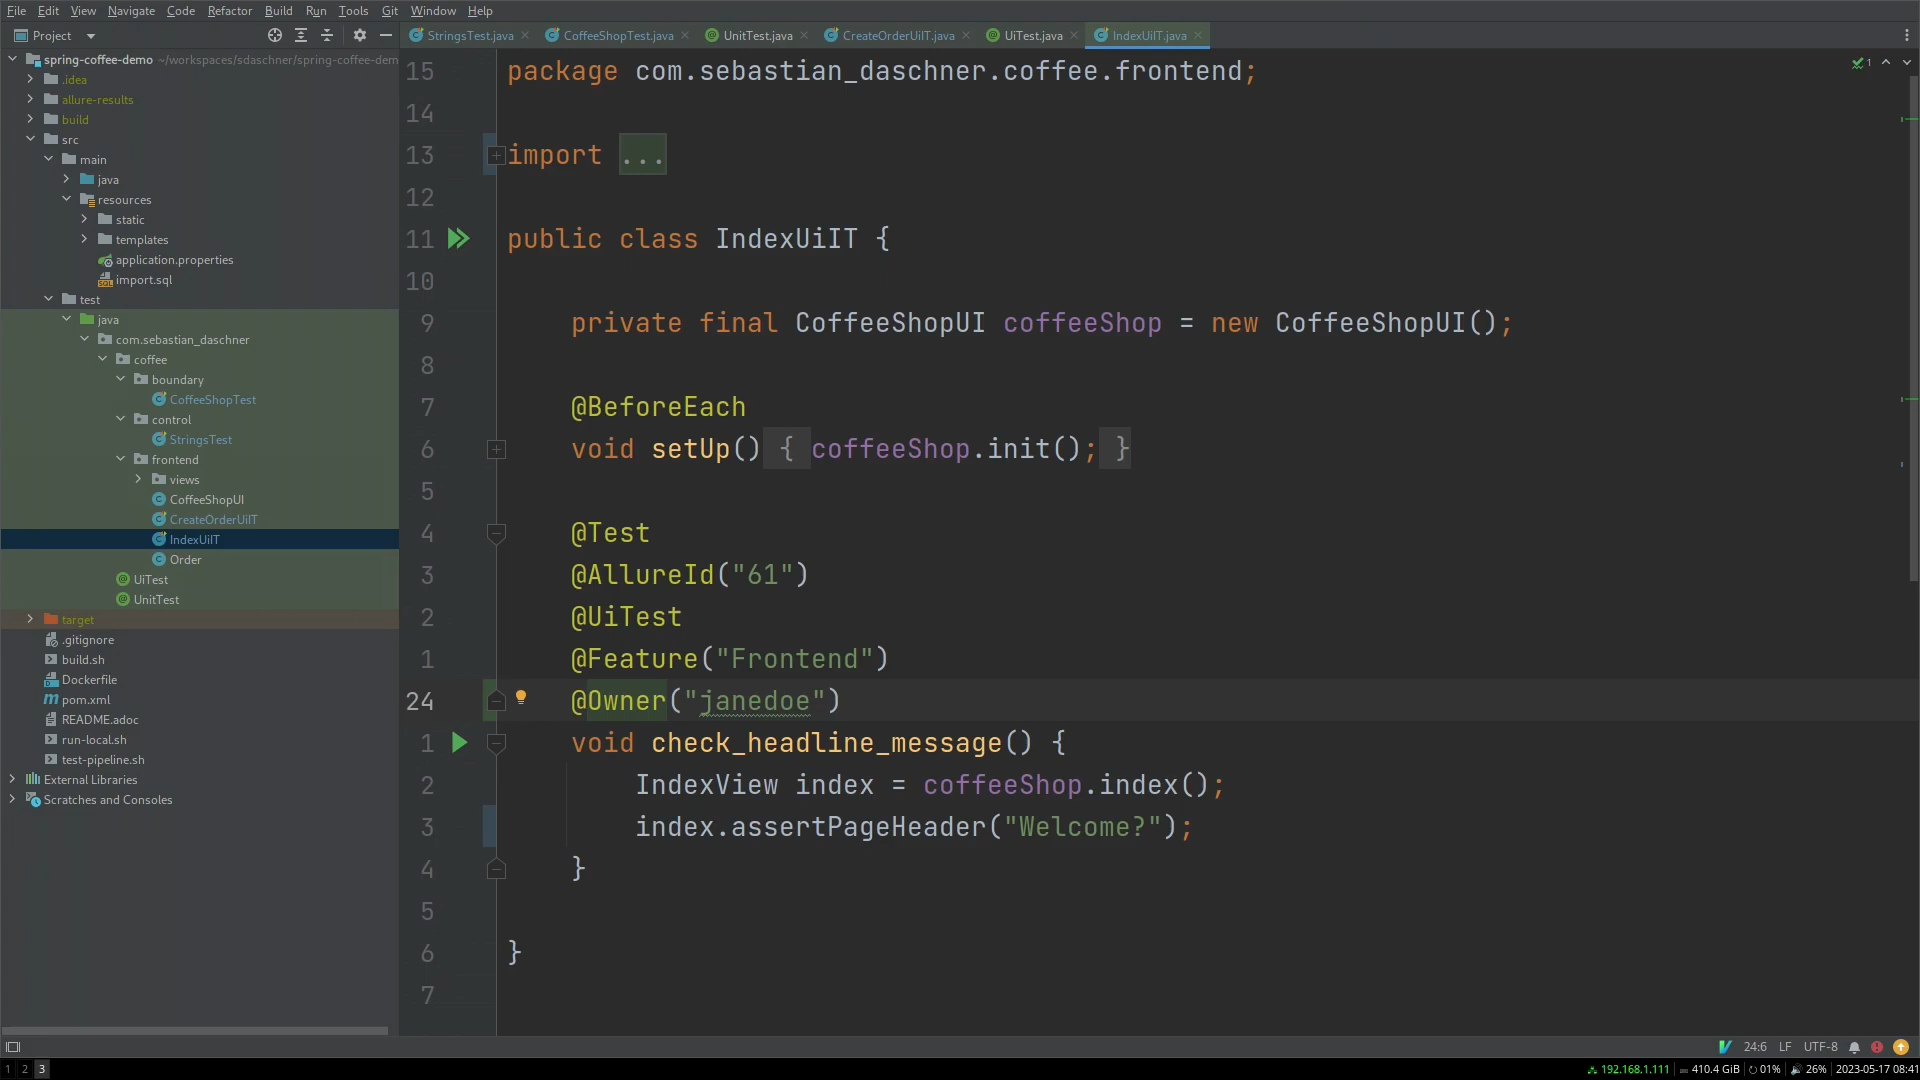 File Edit View Navigate Code Refactor Build Run Tools Git Window Help
Project
StringsTest.java CoffeeShopTest.java UnitTest.java CreateOrderUiIT.java UiTest.java IndexUiIT.java
spring-coffee-demo ~/workspaces/sdaschner/spring-coffee-dem
.idea
allure-results
build
src
main
java
resources
static
templates
application.properties
import.sql
test
java
com.sebastian_daschner
coffee
boundary
CoffeeShopTest
control
StringsTest
frontend
views
CoffeeShopUI
CreateOrderUiIT
IndexUiIT
Order
UiTest
UnitTest
target
.gitignore
build.sh
Dockerfile
pom.xml
README.adoc
run-local.sh
test-pipeline.sh
External Libraries
Scratches and Consoles
15 package com.sebastian_daschner.coffee.frontend;
14
13 import ...
12
11 public class IndexUiIT {
10
9 private final CoffeeShopUI coffeeShop = new CoffeeShopUI();
8
7 @BeforeEach
6 void setUp() { coffeeShop.init(); }
5
4 @Test
3 @AllureId("61")
2 @UiTest
1 @Feature("Frontend")
24 @Owner("janedoe")
1 void check_headline_message() {
2 IndexView index = coffeeShop.index();
3 index.assertPageHeader("Welcome?");
4 }
5
6 }
7
1
24:6 LF UTF-8
1 2 3
192.168.1.111 410.4 GiB 01% 26% 2023-05-17 08:41